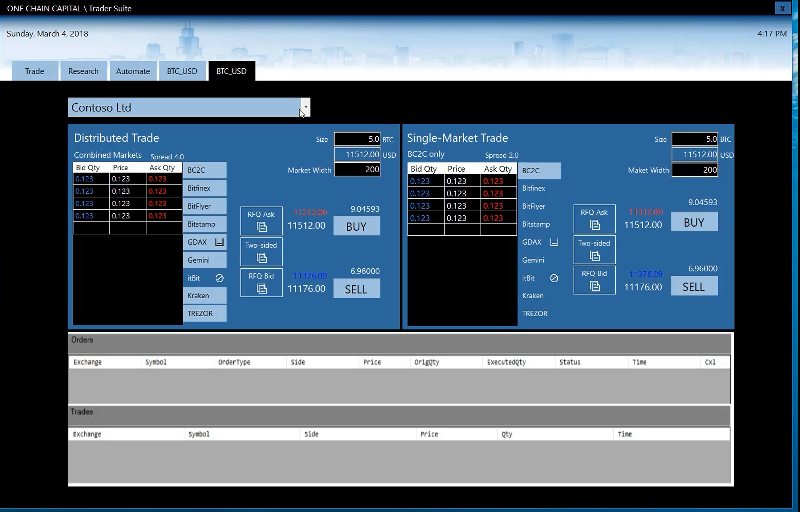 ONE CHAIN CAPITAL \ Trader Suite x
Sunday, March 4, 2018 4:17 PM
Trade Research Automate BTC_USD BTC_USD
Contoso Ltd
Distributed Trade
Size 5.0 BTC
Combined Markets Spread 4.0
11512.00 USD
Market Width 200
Bid Qty Price Ask Qty
0.123 0.123 0.123
0.123 0.123 0.123
0.123 0.123 0.123
0.123 0.123 0.123
BC2C
Bitfinex
BitFlyer
Bitstamp
GDAX
Gemini
itBit
Kraken
TREZOR
RFQ Ask
Two-sided
RFQ Bid
11512.00
11512.00
9.04593
BUY
11376.09
11176.00
6.96000
SELL
Single-Market Trade
Size 5.0 BTC
BC2C only Spread 2.0
11512.00 USD
Maket Width 200
Bid Qty Price Ask Qty
0.123 0.123 0.123
0.123 0.123 0.123
0.123 0.123 0.123
0.123 0.123 0.123
BC2C
Bitfinex
BitFlyer
Bitstamp
GDAX
Gemini
itBit
Kraken
TREZOR
RFQ Ask
Two-sided
RFQ Bid
11512.00
11512.00
9.04593
BUY
11376.09
11176.00
6.96000
SELL
Orders
Exchange Symbol OrderType Side Price OrigQty ExecutedQty Status Time Cxl
Trades
Exchange Symbol Side Price Qty Time